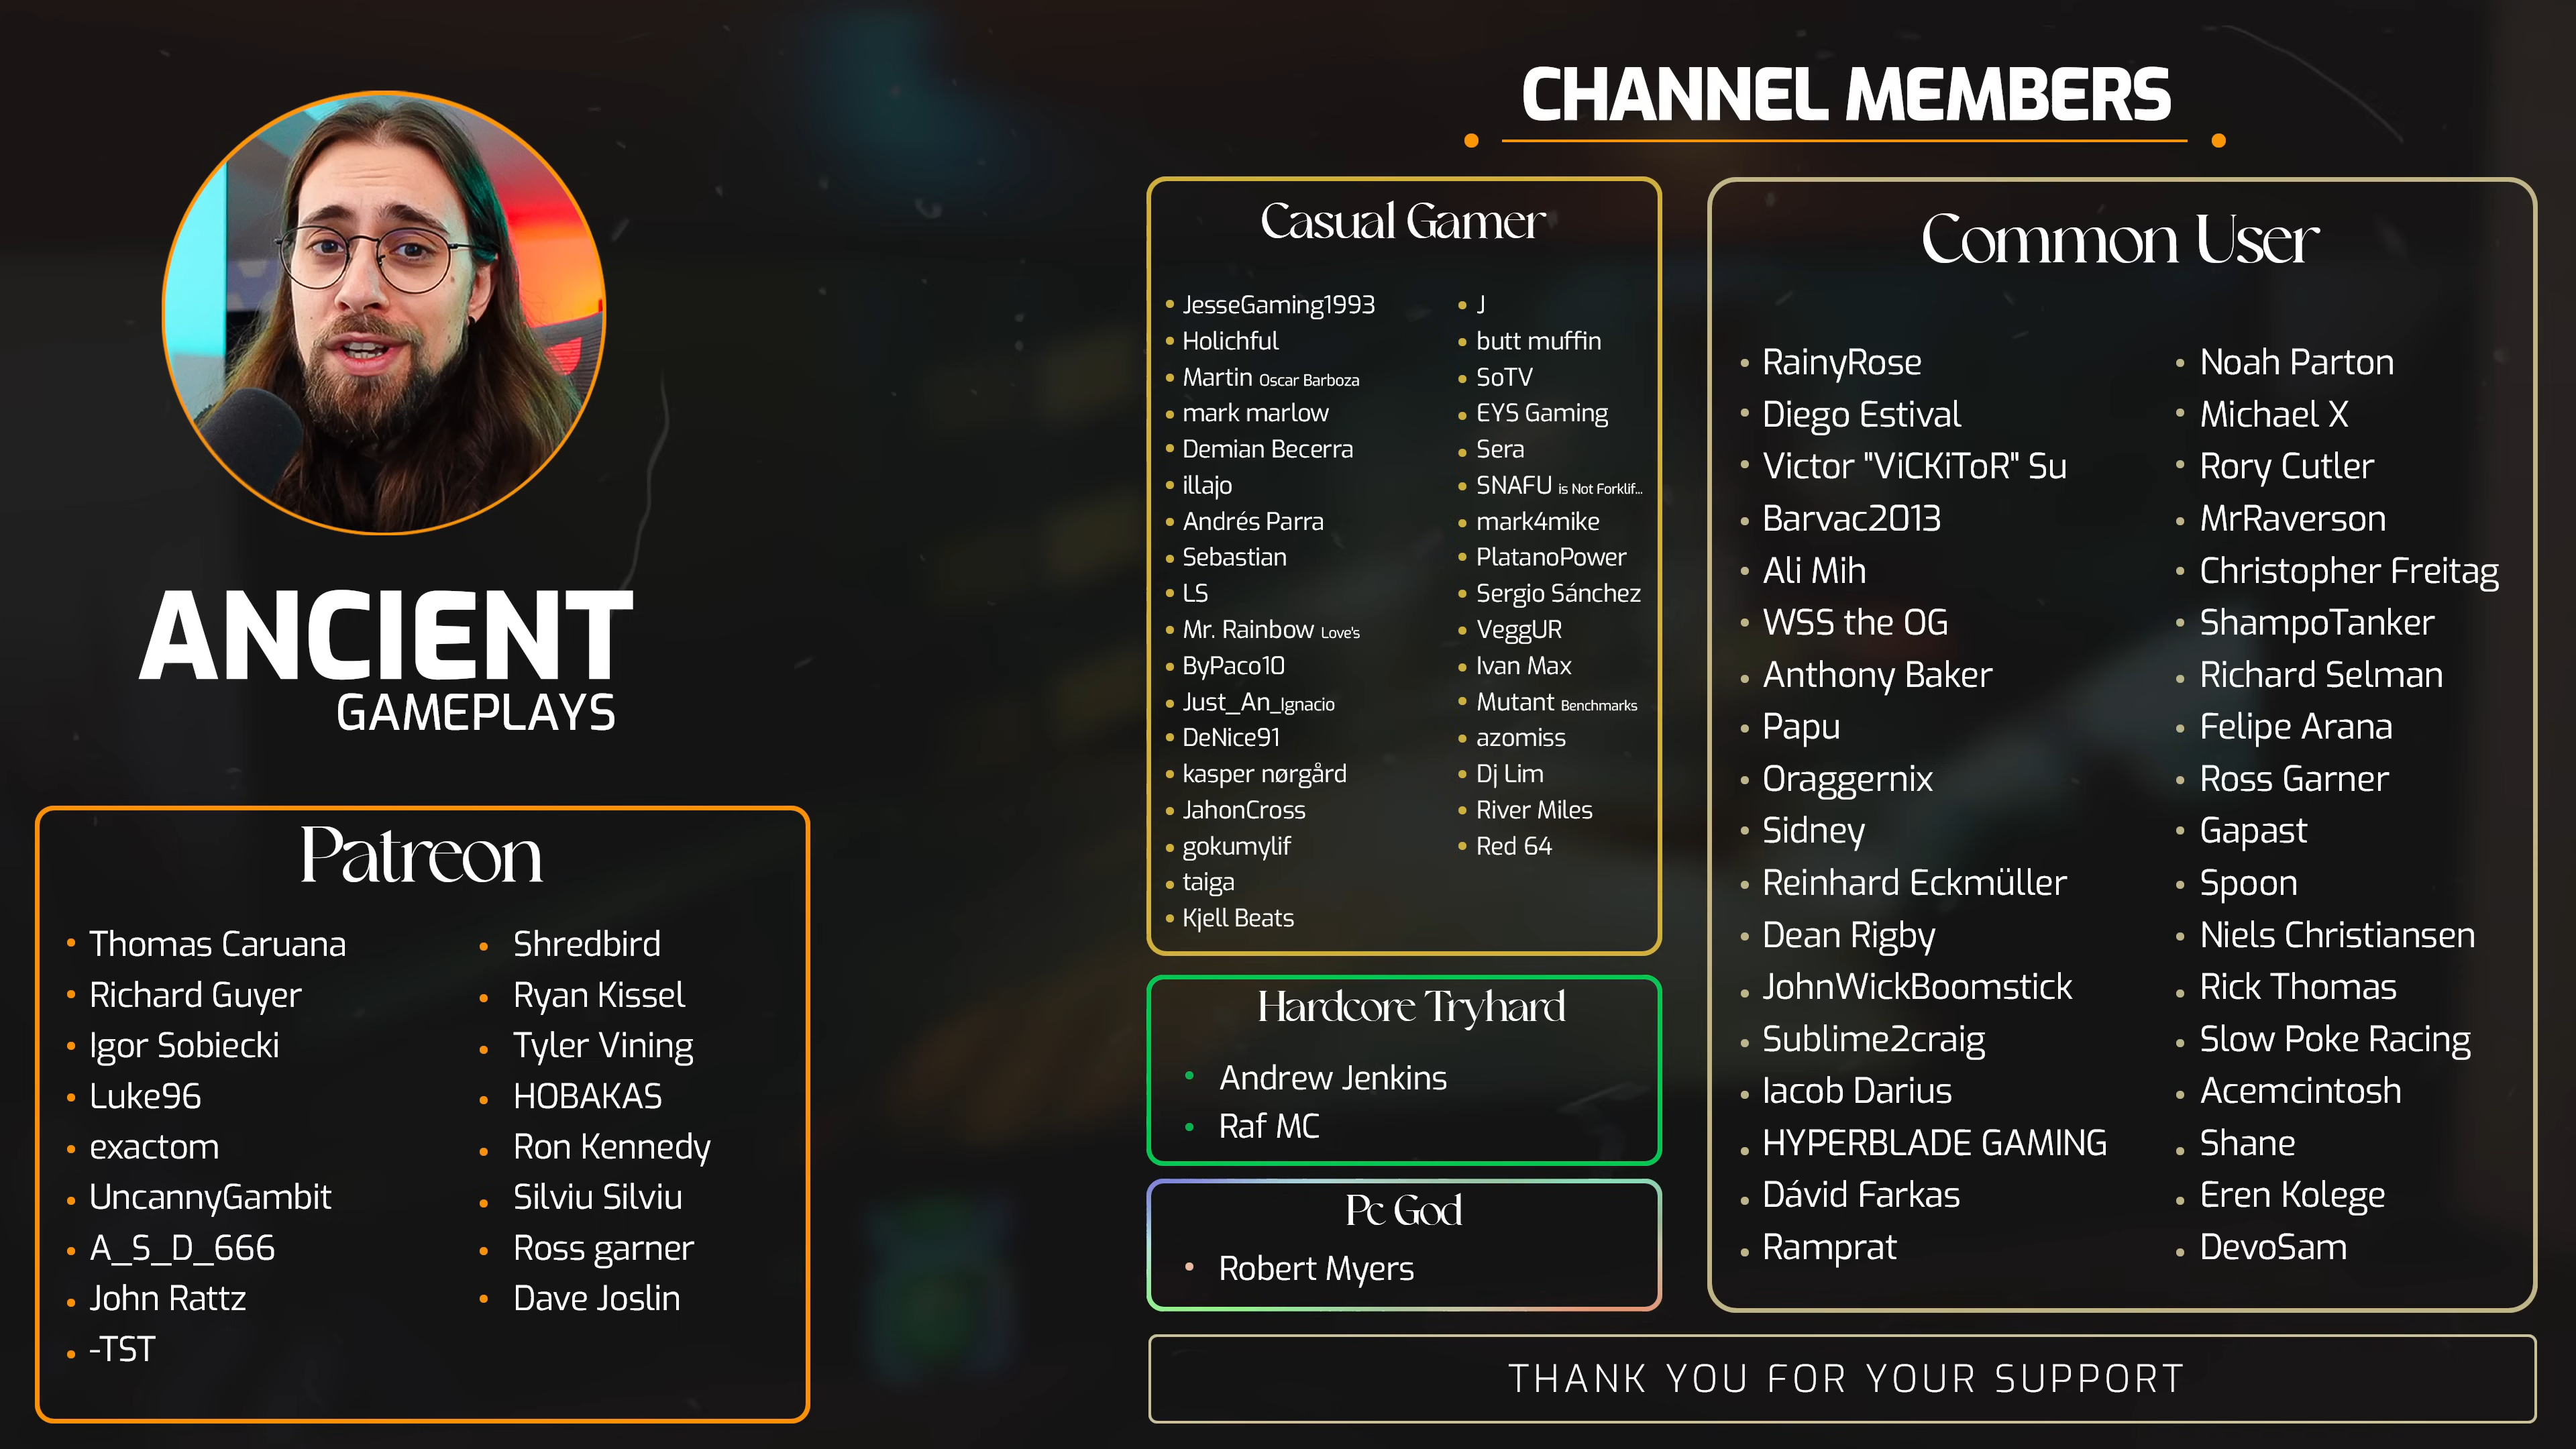 ANCIENT
GAMEPLAYS
Patreon
Thomas Caruana
Richard Guyer
Igor Sobiecki
Luke96
exactom
UncannyGambit
A_S_D_666
John Rattz
-TST
Shredbird
Ryan Kissel
Tyler Vining
HOBAKAS
Ron Kennedy
Silviu Silviu
Ross garner
Dave Joslin
CHANNEL MEMBERS
Casual Gamer
JesseGaming1993
Holichful
Martin Oscar Barboza
mark marlow
Demian Becerra
illajo
Andrés Parra
Sebastian
LS
Mr. Rainbow Love's
ByPaco10
Just_An_Ignacio
DeNice91
kasper nørgård
JahonCross
gokumylif
taiga
Kjell Beats
J
butt muffin
SoTV
EYS Gaming
Sera
SNAFU is Not Forklif...
mark4mike
PlatanoPower
Sergio Sánchez
VeggUR
Ivan Max
Mutant Benchmarks
azomiss
Dj Lim
River Miles
Red 64
Hardcore Tryhard
Andrew Jenkins
Raf MC
Pc God
Robert Myers
Common User
RainyRose
Diego Estival
Victor "ViCKiToR" Su
Barvac2013
Ali Mih
WSS the OG
Anthony Baker
Papu
Oraggernix
Sidney
Reinhard Eckmüller
Dean Rigby
JohnWickBoomstick
Sublime2craig
Iacob Darius
HYPERBLADE GAMING
Dávid Farkas
Ramprat
Noah Parton
Michael X
Rory Cutler
MrRaverson
Christopher Freitag
ShampoTanker
Richard Selman
Felipe Arana
Ross Garner
Gapast
Spoon
Niels Christiansen
Rick Thomas
Slow Poke Racing
Acemcintosh
Shane
Eren Kolege
DevoSam
THANK YOU FOR YOUR SUPPORT